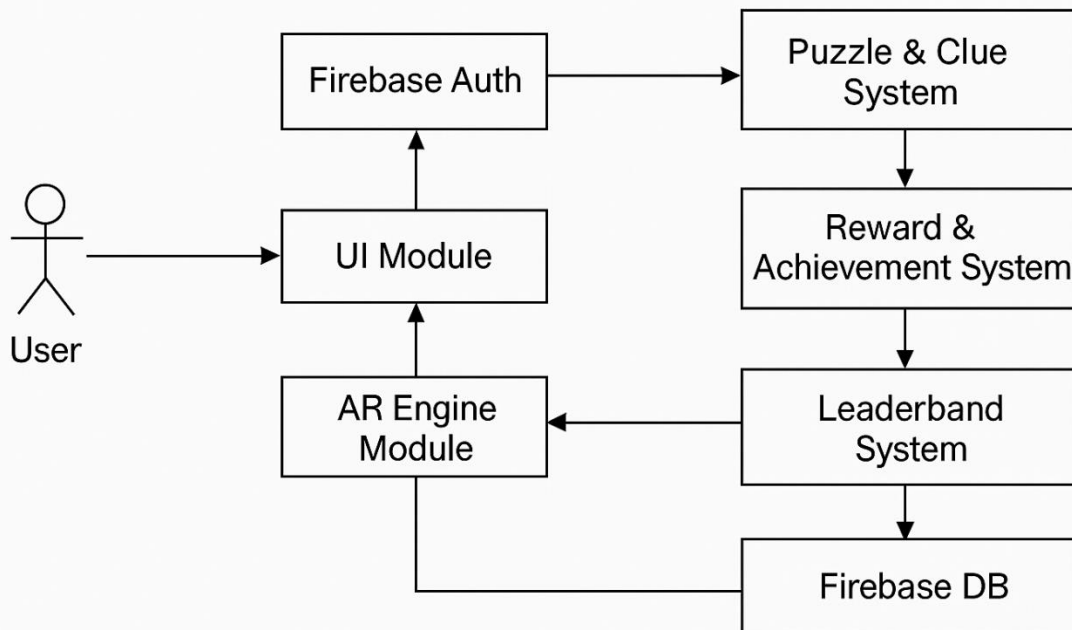 Firebase Auth
Puzzle & Clue
System
User
UI Module
Reward &
Achievement System
AR Engine
Module
Leaderband
System
Firebase DB